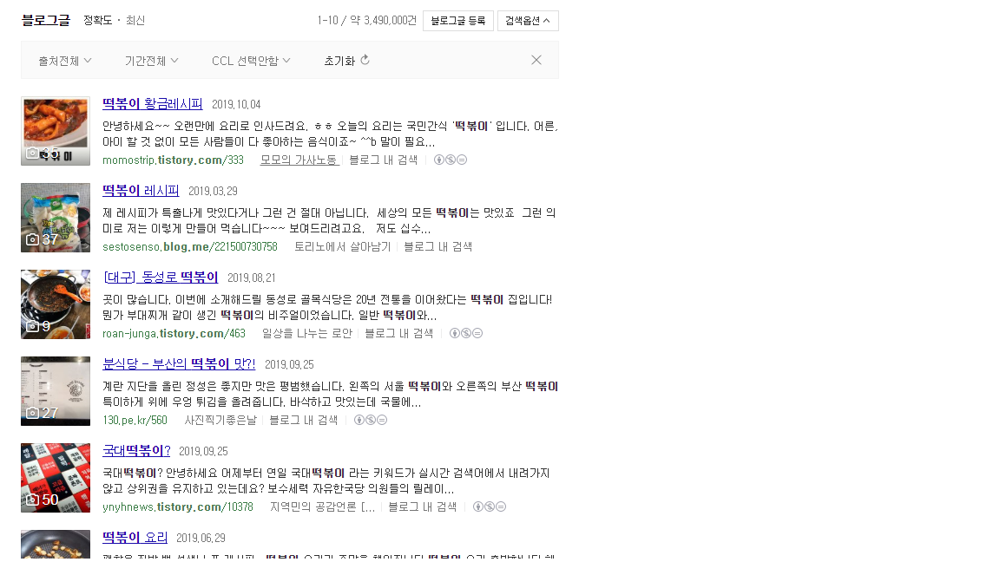 블로그글 정확도 · 최신 1-10 / 약 3,490,000건 블로그글 등록 검색옵션
출처전체 기간전체 CCL 선택안함 초기화
떡볶이 황금레시피 2019.10.04
안녕하세요~~ 오랜만에 요리로 인사드려요. ㅎㅎ 오늘의 요리는 국민간식 '떡볶이' 입니다. 어른,
아이 할 것 없이 모든 사람들이 다 좋아하는 음식이죠~ ^^b 말이 필요...
35
momostrip.tistory.com/333 모모의 가사노동 블로그 내 검색
떡볶이 레시피 2019.03.29
제 레시피가 특출나게 맛있다거나 그런 건 절대 아닙니다. 세상의 모든 떡볶이는 맛있죠 그런 의
미로 저는 이렇게 만들어 먹습니다~~~ 보여드리려고요. 저도 십수...
37
sestosenso.blog.me/221500730758 토리노에서 살아남기 블로그 내 검색
[대구] 동성로 떡볶이 2019.08.21
곳이 많습니다. 이번에 소개해드릴 동성로 골목식당은 20년 전통을 이어왔다는 떡볶이 집입니다!
뭔가 부대찌개 같이 생긴 떡볶이의 비주얼이었습니다. 일반 떡볶이와...
9
roan-junga.tistory.com/463 일상을 나누는 로안 블로그 내 검색
분식당 - 부산의 떡볶이 맛?! 2019.09.25
계란 지단을 올린 정성은 좋지만 맛은 평범했습니다. 왼쪽의 서울 떡볶이와 오른쪽의 부산 떡볶이
특이하게 위에 우엉 튀김을 올려줍니다. 바삭하고 맛있는데 국물에...
27
130.pe.kr/560 사진찍기좋은날 블로그 내 검색
국대떡볶이? 2019.09.25
국대떡볶이? 안녕하세요 어제부터 연일 국대떡볶이 라는 키워드가 실시간 검색어에서 내려가지
않고 상위권을 유지하고 있는데요? 보수세력 자유한국당 의원들의 릴레이...
50
ynyhnews.tistory.com/10378 지역민의 공감언론 [... 블로그 내 검색
떡볶이 요리 2019.06.29